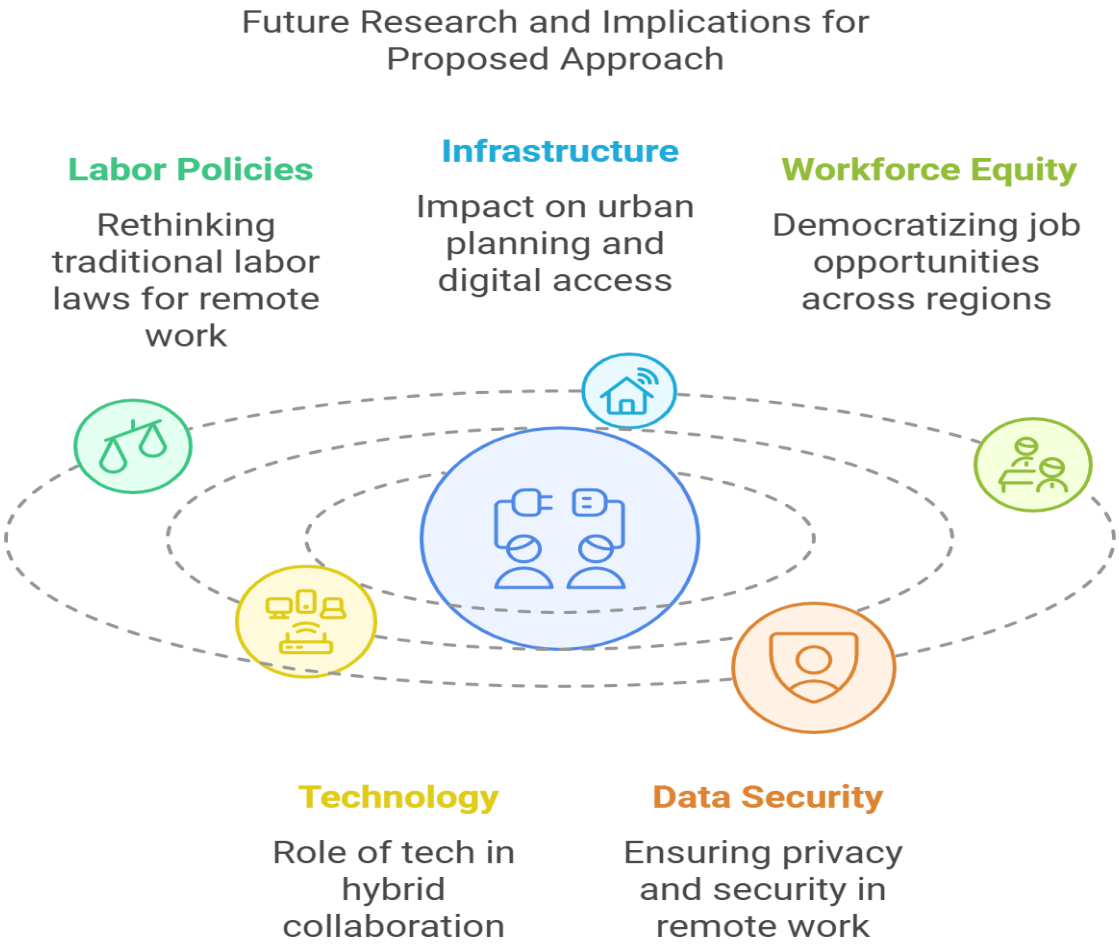 Future Research and Implications for
Proposed Approach
Labor Policies
Rethinking
traditional labor
laws for remote
work
Infrastructure
Impact on urban
planning and
digital access
Workforce Equity
Democratizing job
opportunities
across regions
Technology
Role of tech in
hybrid
collaboration
Data Security
Ensuring privacy
and security in
remote work